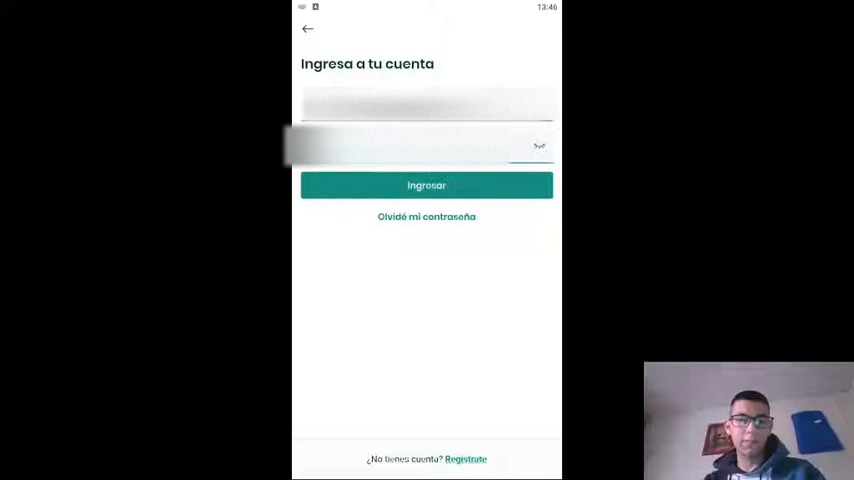 13:46
Ingresa a tu cuenta
Ingresar
Olvidé mi contraseña
¿No tienes cuenta? Regístrate